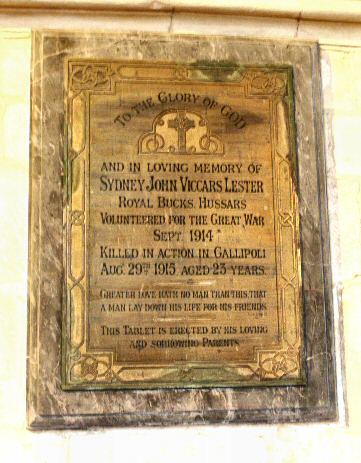 TO THE GLORY OF GOD
AND IN LOVING MEMORY OF
SYDNEY JOHN VICCARS LESTER
ROYAL BUCKS. HUSSARS
VOLUNTEERED FOR THE GREAT WAR
SEPT. 1914
KILLED IN ACTION IN GALLIPOLI
AUG. 29TH 1915, AGED 23 YEARS.
GREATER LOVE HATH NO MAN THAN THIS, THAT
A MAN LAY DOWN HIS LIFE FOR HIS FRIENDS.
THIS TABLET IS ERECTED BY HIS LOVING
AND SORROWING PARENTS.